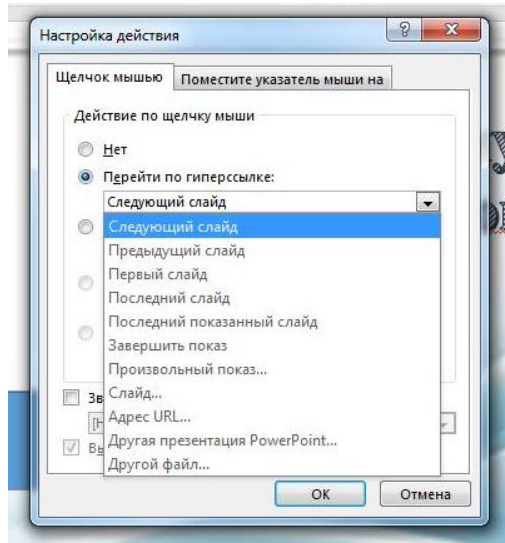 Настройка действия
Щелчок мышью
Поместите указатель мыши на
Действие по щелчку мыши
Нет
Перейти по гиперссылке:
Следующий слайд
Следующий слайд
Предыдущий слайд
Первый слайд
Последний слайд
Последний показанный слайд
Завершить показ
Произвольный показ...
Слайд...
Адрес URL...
Другая презентация PowerPoint...
Другой файл...
ОК
Отмена